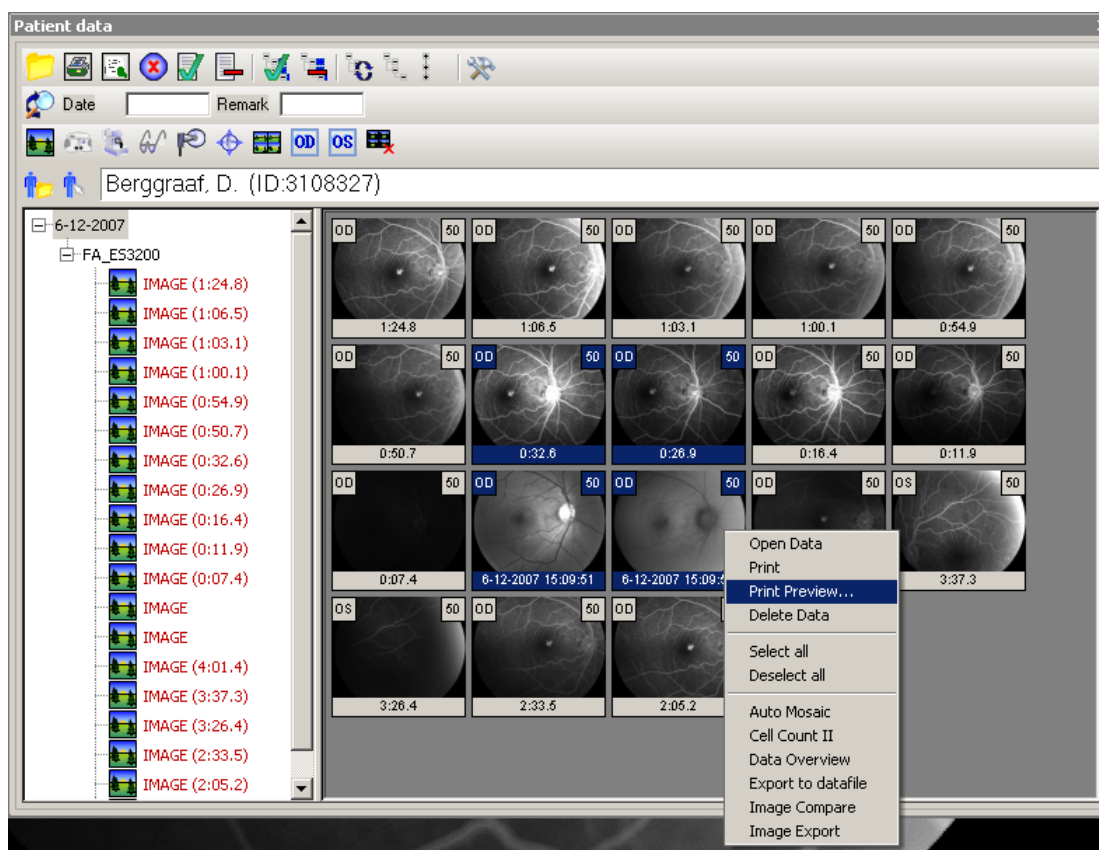 Patient data
Date Remark
OD OS
Berggraaf, D. (ID:3108327)
6-12-2007
FA_ES3200
IMAGE (1:24.8)
IMAGE (1:06.5)
IMAGE (1:03.1)
IMAGE (1:00.1)
IMAGE (0:54.9)
IMAGE (0:50.7)
IMAGE (0:32.6)
IMAGE (0:26.9)
IMAGE (0:16.4)
IMAGE (0:11.9)
IMAGE (0:07.4)
IMAGE
IMAGE
IMAGE (4:01.4)
IMAGE (3:37.3)
IMAGE (3:26.4)
IMAGE (2:33.5)
IMAGE (2:05.2)
OD 50 OD 50 OD 50 OD 50 OD 50
1:24.8 1:06.5 1:03.1 1:00.1 0:54.9
OD 50 OD 50 OD 50 OD 50 OD 50
0:50.7 0:32.6 0:26.9 0:16.4 0:11.9
OD 50 OD 50 OD 50 OD 50 OS 50
0:07.4 6-12-2007 15:09:51 6-12-2007 3:37.3
OS 50 OD 50 OD
3:26.4 2:33.5 2:05.2
Open Data
Print
Print Preview...
Delete Data
Select all
Deselect all
Auto Mosaic
Cell Count II
Data Overview
Export to datafile
Image Compare
Image Export